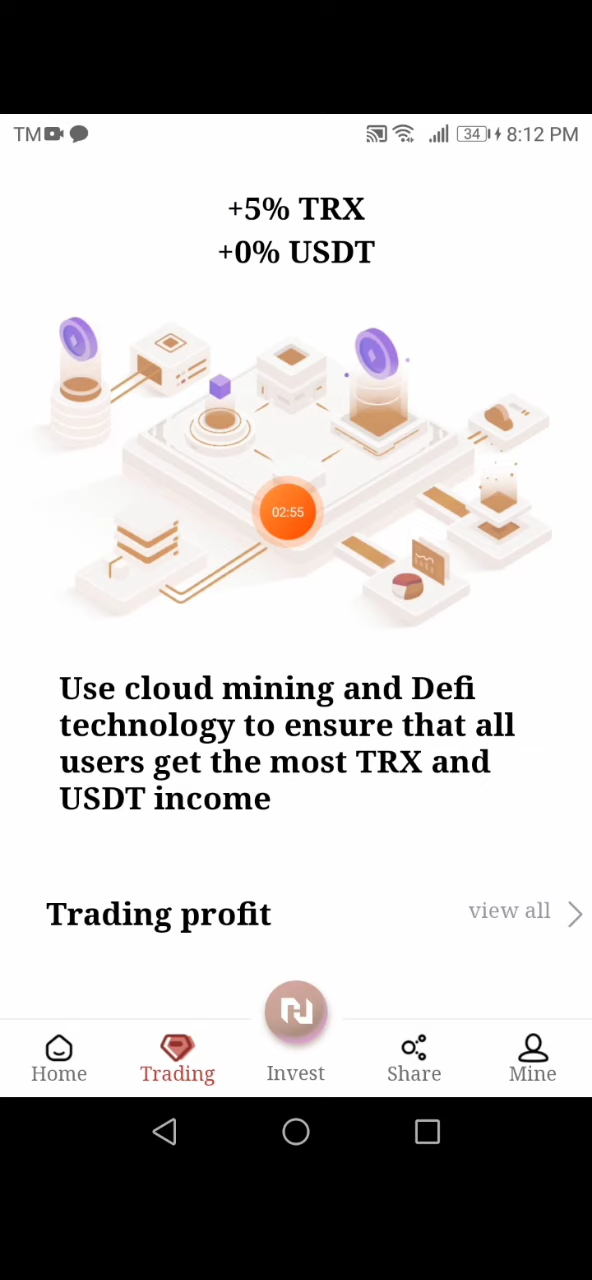 TM 34 8:12 PM
+5% TRX
+0% USDT
02:55
Use cloud mining and Defi
technology to ensure that all
users get the most TRX and
USDT income
Trading profit view all
Home Trading Invest Share Mine